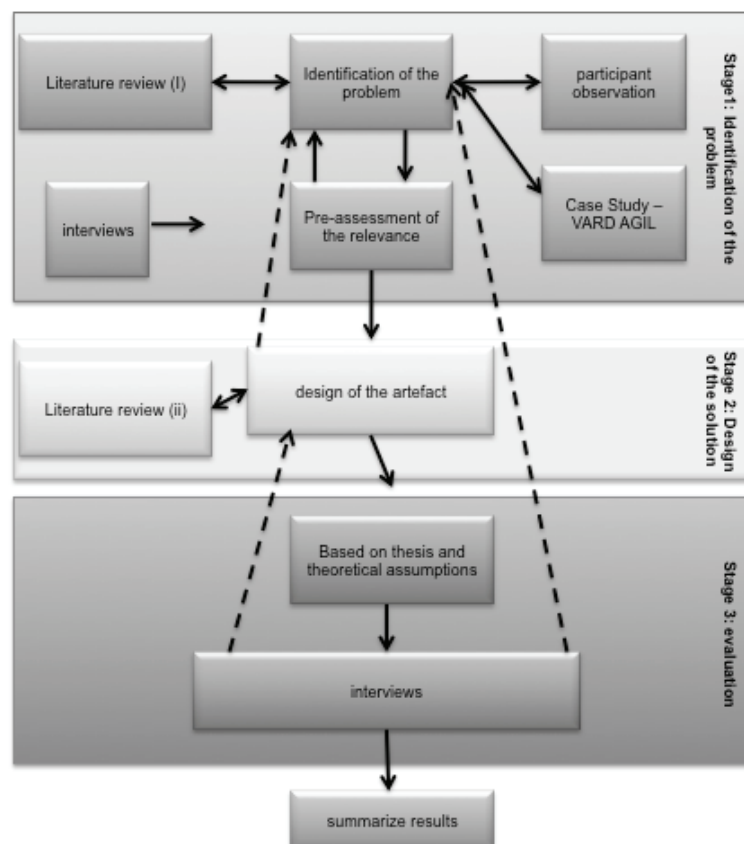 Literature review (I)
Identification of the
problem
participant
observation
Stage1: Identification of the
problem
interviews
Pre-assessment of
the relevance
Case Study –
VARD AGIL
Literature review (ii)
design of the artefact
Stage 2: Design
of the solution
Based on thesis and
theoretical assumptions
Stage 3: evaluation
interviews
summarize results